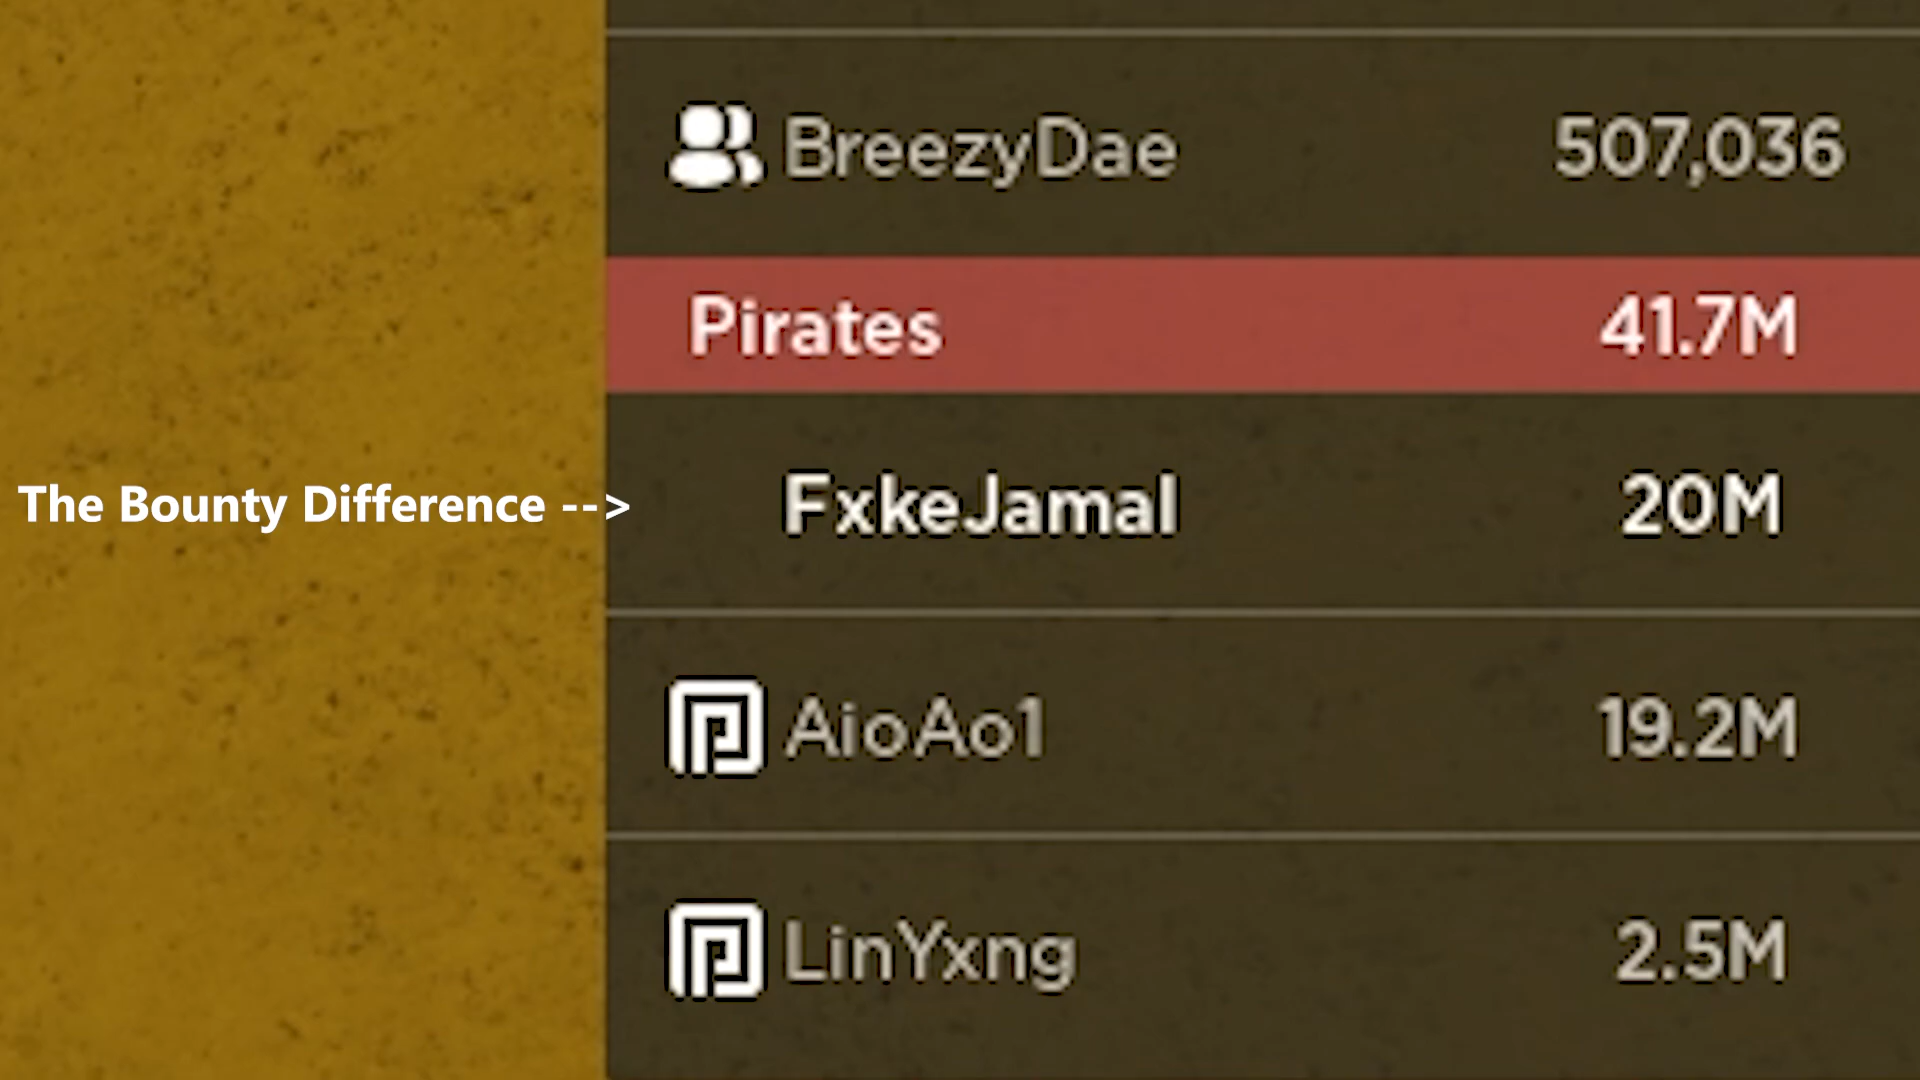 BreezyDae 507,036
Pirates 41.7M
The Bounty Difference --> FxkeJamal 20M
AioAo1 19.2M
LinYxng 2.5M